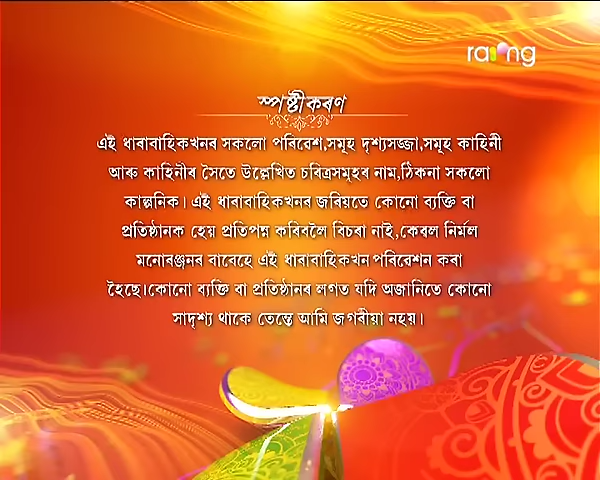 rang
স্পষ্টীকৰণ
এই ধাৰাবাহিকখনৰ সকলো পৰিৱেশ,সমূহ দৃশ্যসজ্জা,সমূহ কাহিনী
আৰু কাহিনীৰ সৈতে উল্লেখিত চৰিত্ৰসমূহৰ নাম,ঠিকনা সকলো
কাল্পনিক। এই ধাৰাবাহিকখনৰ জৰিয়তে কোনো ব্যক্তি বা
প্ৰতিষ্ঠানক হেয় প্ৰতিপন্ন কৰিবলৈ বিচৰা নাই,কেৱল নিৰ্মল
মনোৰঞ্জনৰ বাবেহে এই ধাৰাবাহিকখন পৰিৱেশন কৰা
হৈছে।কোনো ব্যক্তি বা প্ৰতিষ্ঠানৰ লগত যদি অজানিতে কোনো
সাদৃশ্য থাকে তেন্তে আমি জগৰীয়া নহয়।